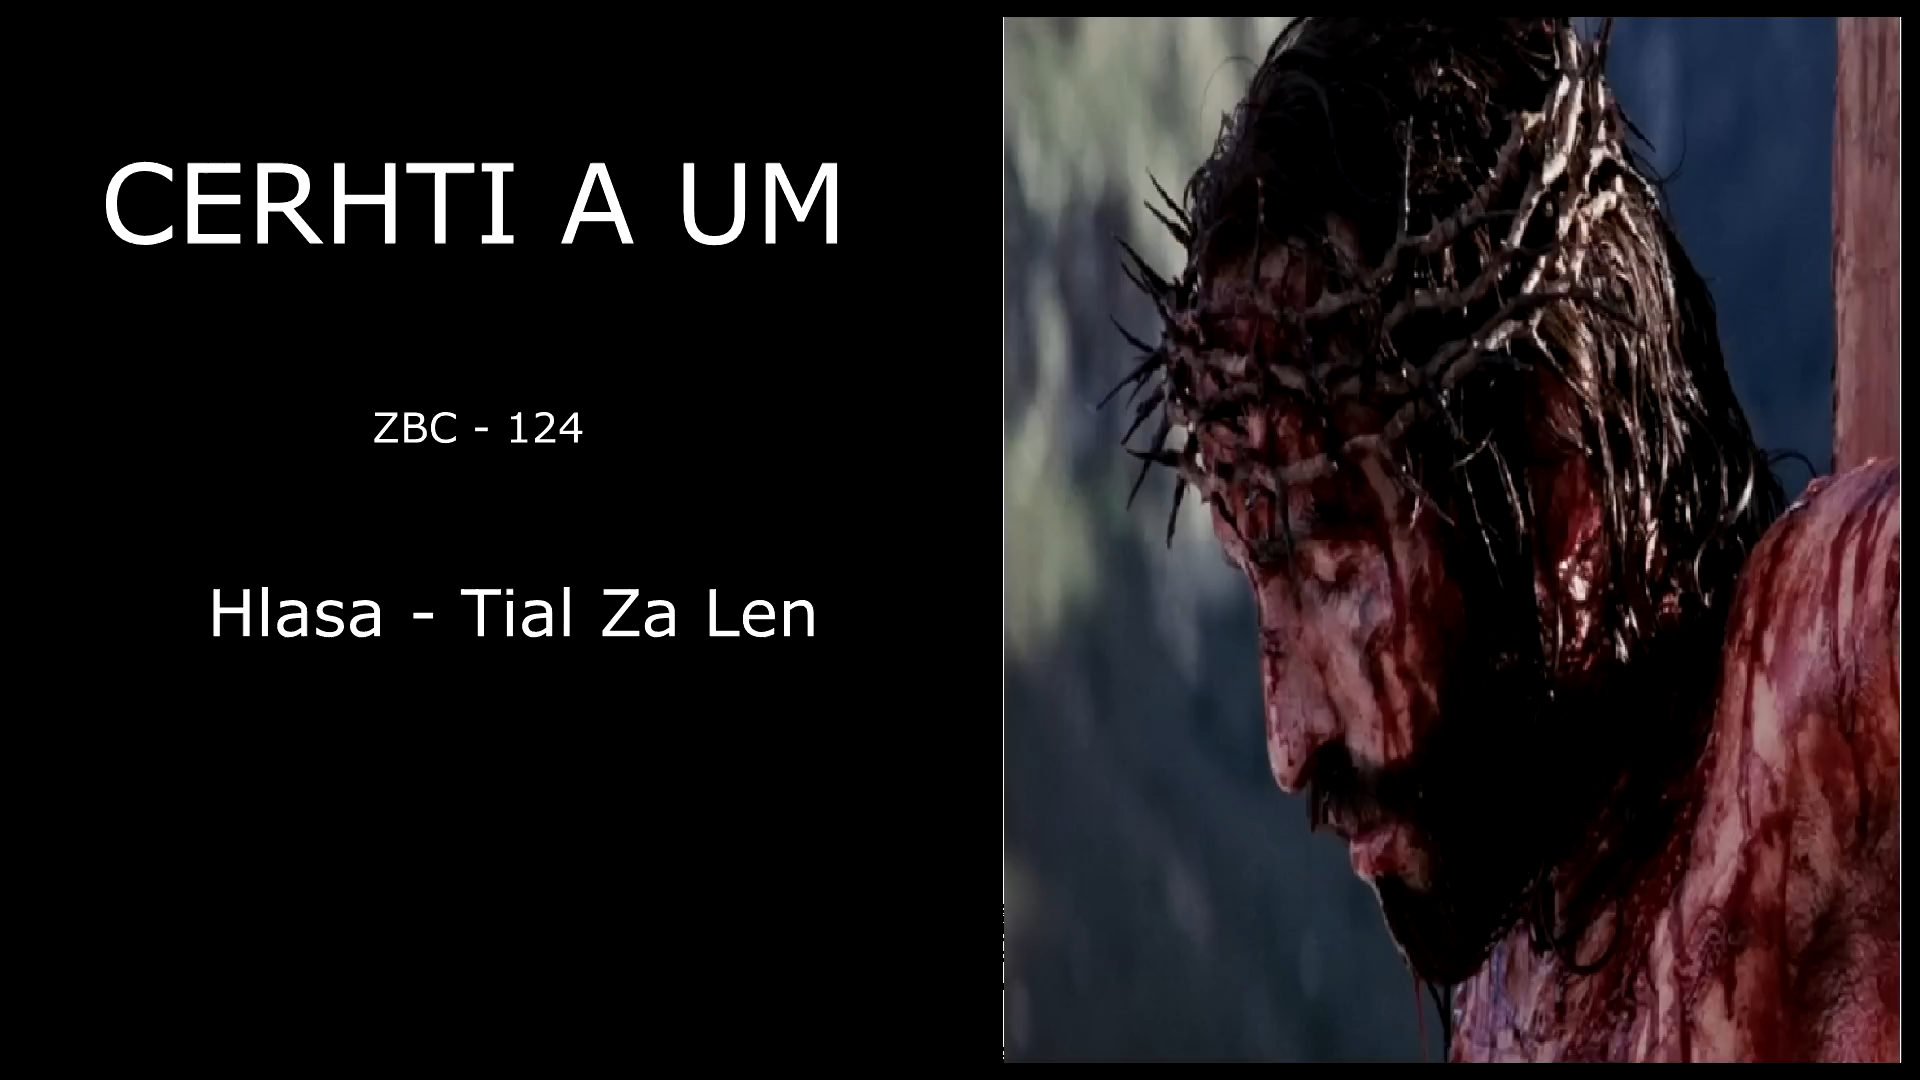 CERHTI A UM
ZBC - 124
Hlasa - Tial Za Len